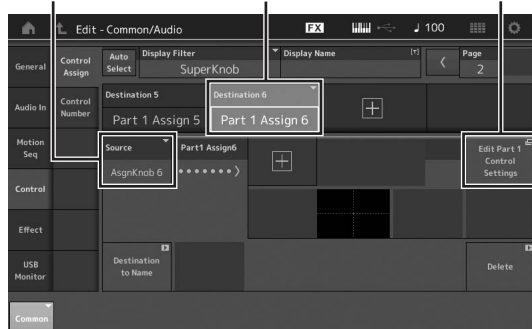 Edit - Common/Audio
FX
♩ 100
General
Control
Assign
Auto
Select
Display Filter
SuperKnob
Display Name
[T]
Page
2
Audio In
Control
Number
Destination 5
Part 1 Assign 5
Destination 6
Part 1 Assign 6
Motion
Seq
Source
AsgnKnob 6
Part1 Assign6
Edit Part 1
Control
Settings
Control
Effect
USB
Monitor
Destination
to Name
Delete
Common